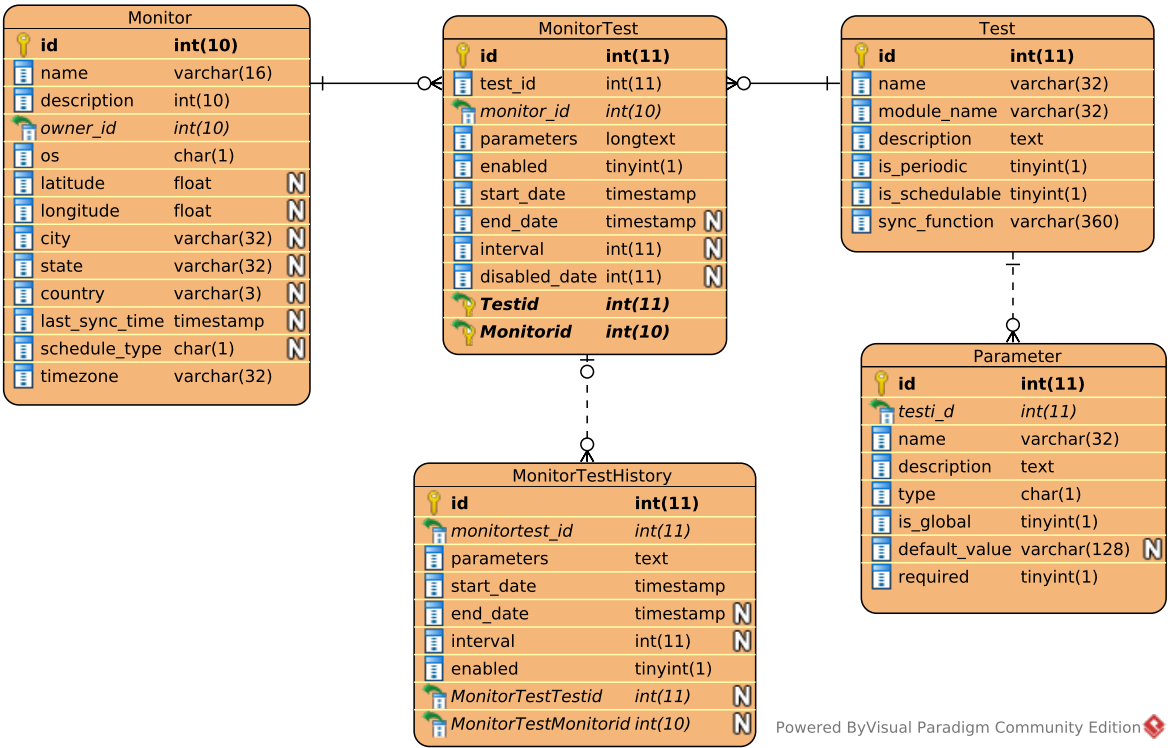 Monitor
id int(10)
name varchar(16)
description int(10)
owner_id int(10)
os char(1)
latitude float N
longitude float N
city varchar(32) N
state varchar(32) N
country varchar(3) N
last_sync_time timestamp N
schedule_type char(1) N
timezone varchar(32)
MonitorTest
id int(11)
test_id int(11)
monitor_id int(10)
parameters longtext
enabled tinyint(1)
start_date timestamp
end_date timestamp N
interval int(11) N
disabled_date int(11) N
Testid int(11)
Monitorid int(10)
Test
id int(11)
name varchar(32)
module_name varchar(32)
description text
is_periodic tinyint(1)
is_schedulable tinyint(1)
sync_function varchar(360)
MonitorTestHistory
id int(11)
monitortest_id int(11)
parameters text
start_date timestamp
end_date timestamp N
interval int(11) N
enabled tinyint(1)
MonitorTestTestid int(11) N
MonitorTestMonitorid int(10) N
Parameter
id int(11)
testi_d int(11)
name varchar(32)
description text
type char(1)
is_global tinyint(1)
default_value varchar(128) N
required tinyint(1)
Powered ByVisual Paradigm Community Edition